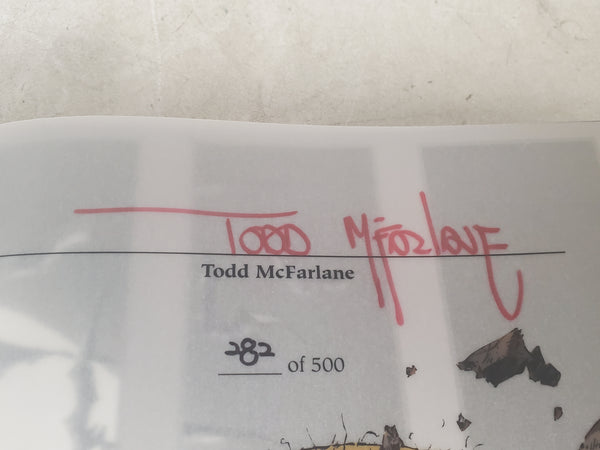 TODD McFARLANE
Todd McFarlane
282 of 500